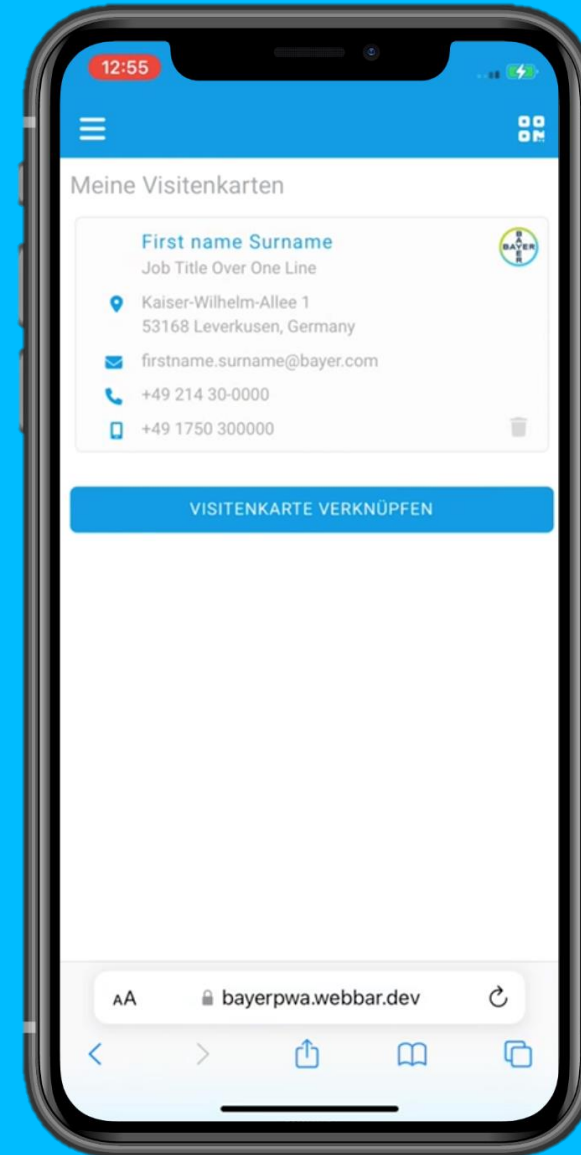 12:55
Meine Visitenkarten
First name Surname
Job Title Over One Line
BAYER
BAYER
Kaiser-Wilhelm-Allee 1
53168 Leverkusen, Germany
firstname.surname@bayer.com
+49 214 30-0000
+49 1750 300000
VISITENKARTE VERKNÜPFEN
AA
bayerpwa.webbar.dev